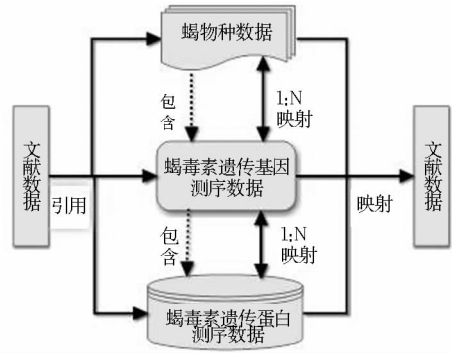 蝎物种数据
包含
1:N
映射
文献数据
引用
蝎毒素遗传基因
测序数据
映射
文献数据
包含
1:N
映射
蝎毒素遗传蛋白
测序数据